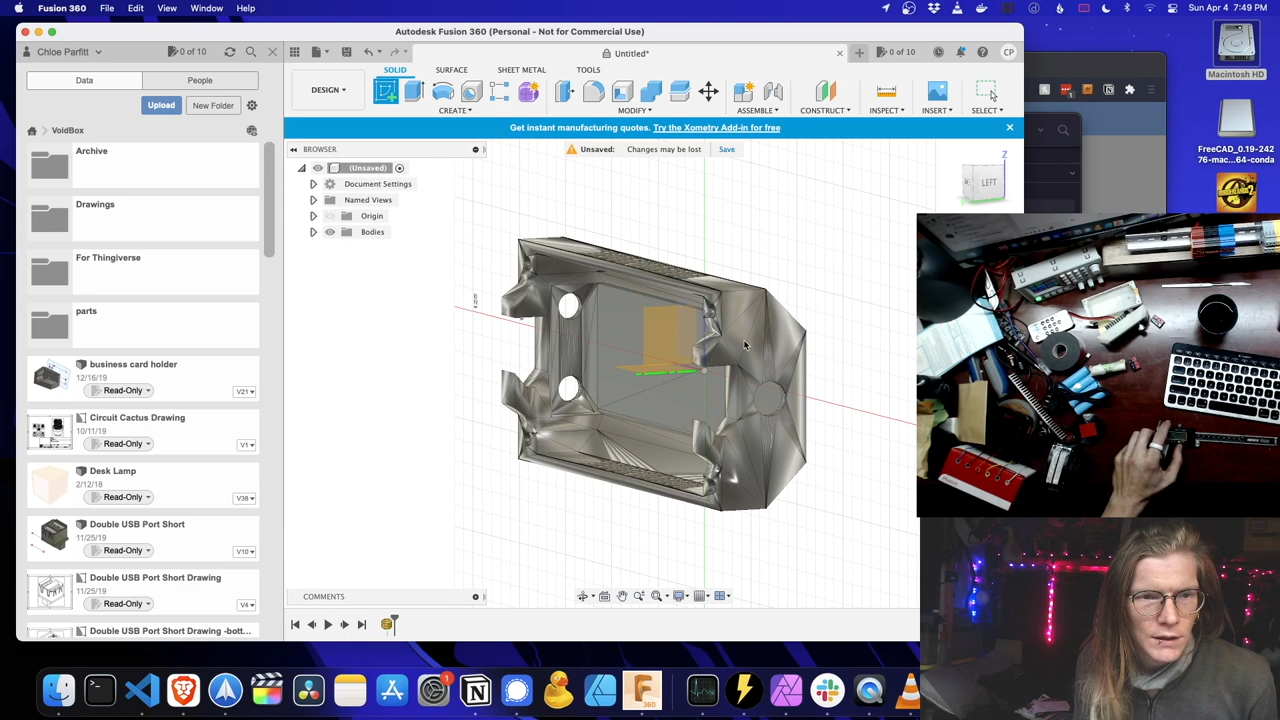 Fusion 360 File Edit View Window Help
Sun Apr 4 7:49 PM
Autodesk Fusion 360 (Personal - Not for Commercial Use)
Chloe Parfitt
0 of 10
Untitled*
0 of 10
CP
Data
People
SOLID
SURFACE
SHEET METAL
TOOLS
Upload
New Folder
DESIGN
CREATE
MODIFY
ASSEMBLE
CONSTRUCT
INSPECT
INSERT
SELECT
Get instant manufacturing quotes. Try the Xometry Add-in for free
VoidBox
BROWSER
Unsaved:
Changes may be lost
Save
Archive
(Unsaved)
Document Settings
Named Views
Origin
Bodies
Z
LEFT
Drawings
For Thingiverse
parts
business card holder
12/16/19
Read-Only
V21
Circuit Cactus Drawing
10/11/19
Read-Only
V1
Desk Lamp
2/12/18
Read-Only
V38
Double USB Port Short
11/25/19
Read-Only
V10
Double USB Port Short Drawing
11/25/19
Read-Only
V4
Double USB Port Short Drawing -bott...
COMMENTS
Macintosh HD
FreeCAD_0.19-242
76-mac...64-conda
1
360